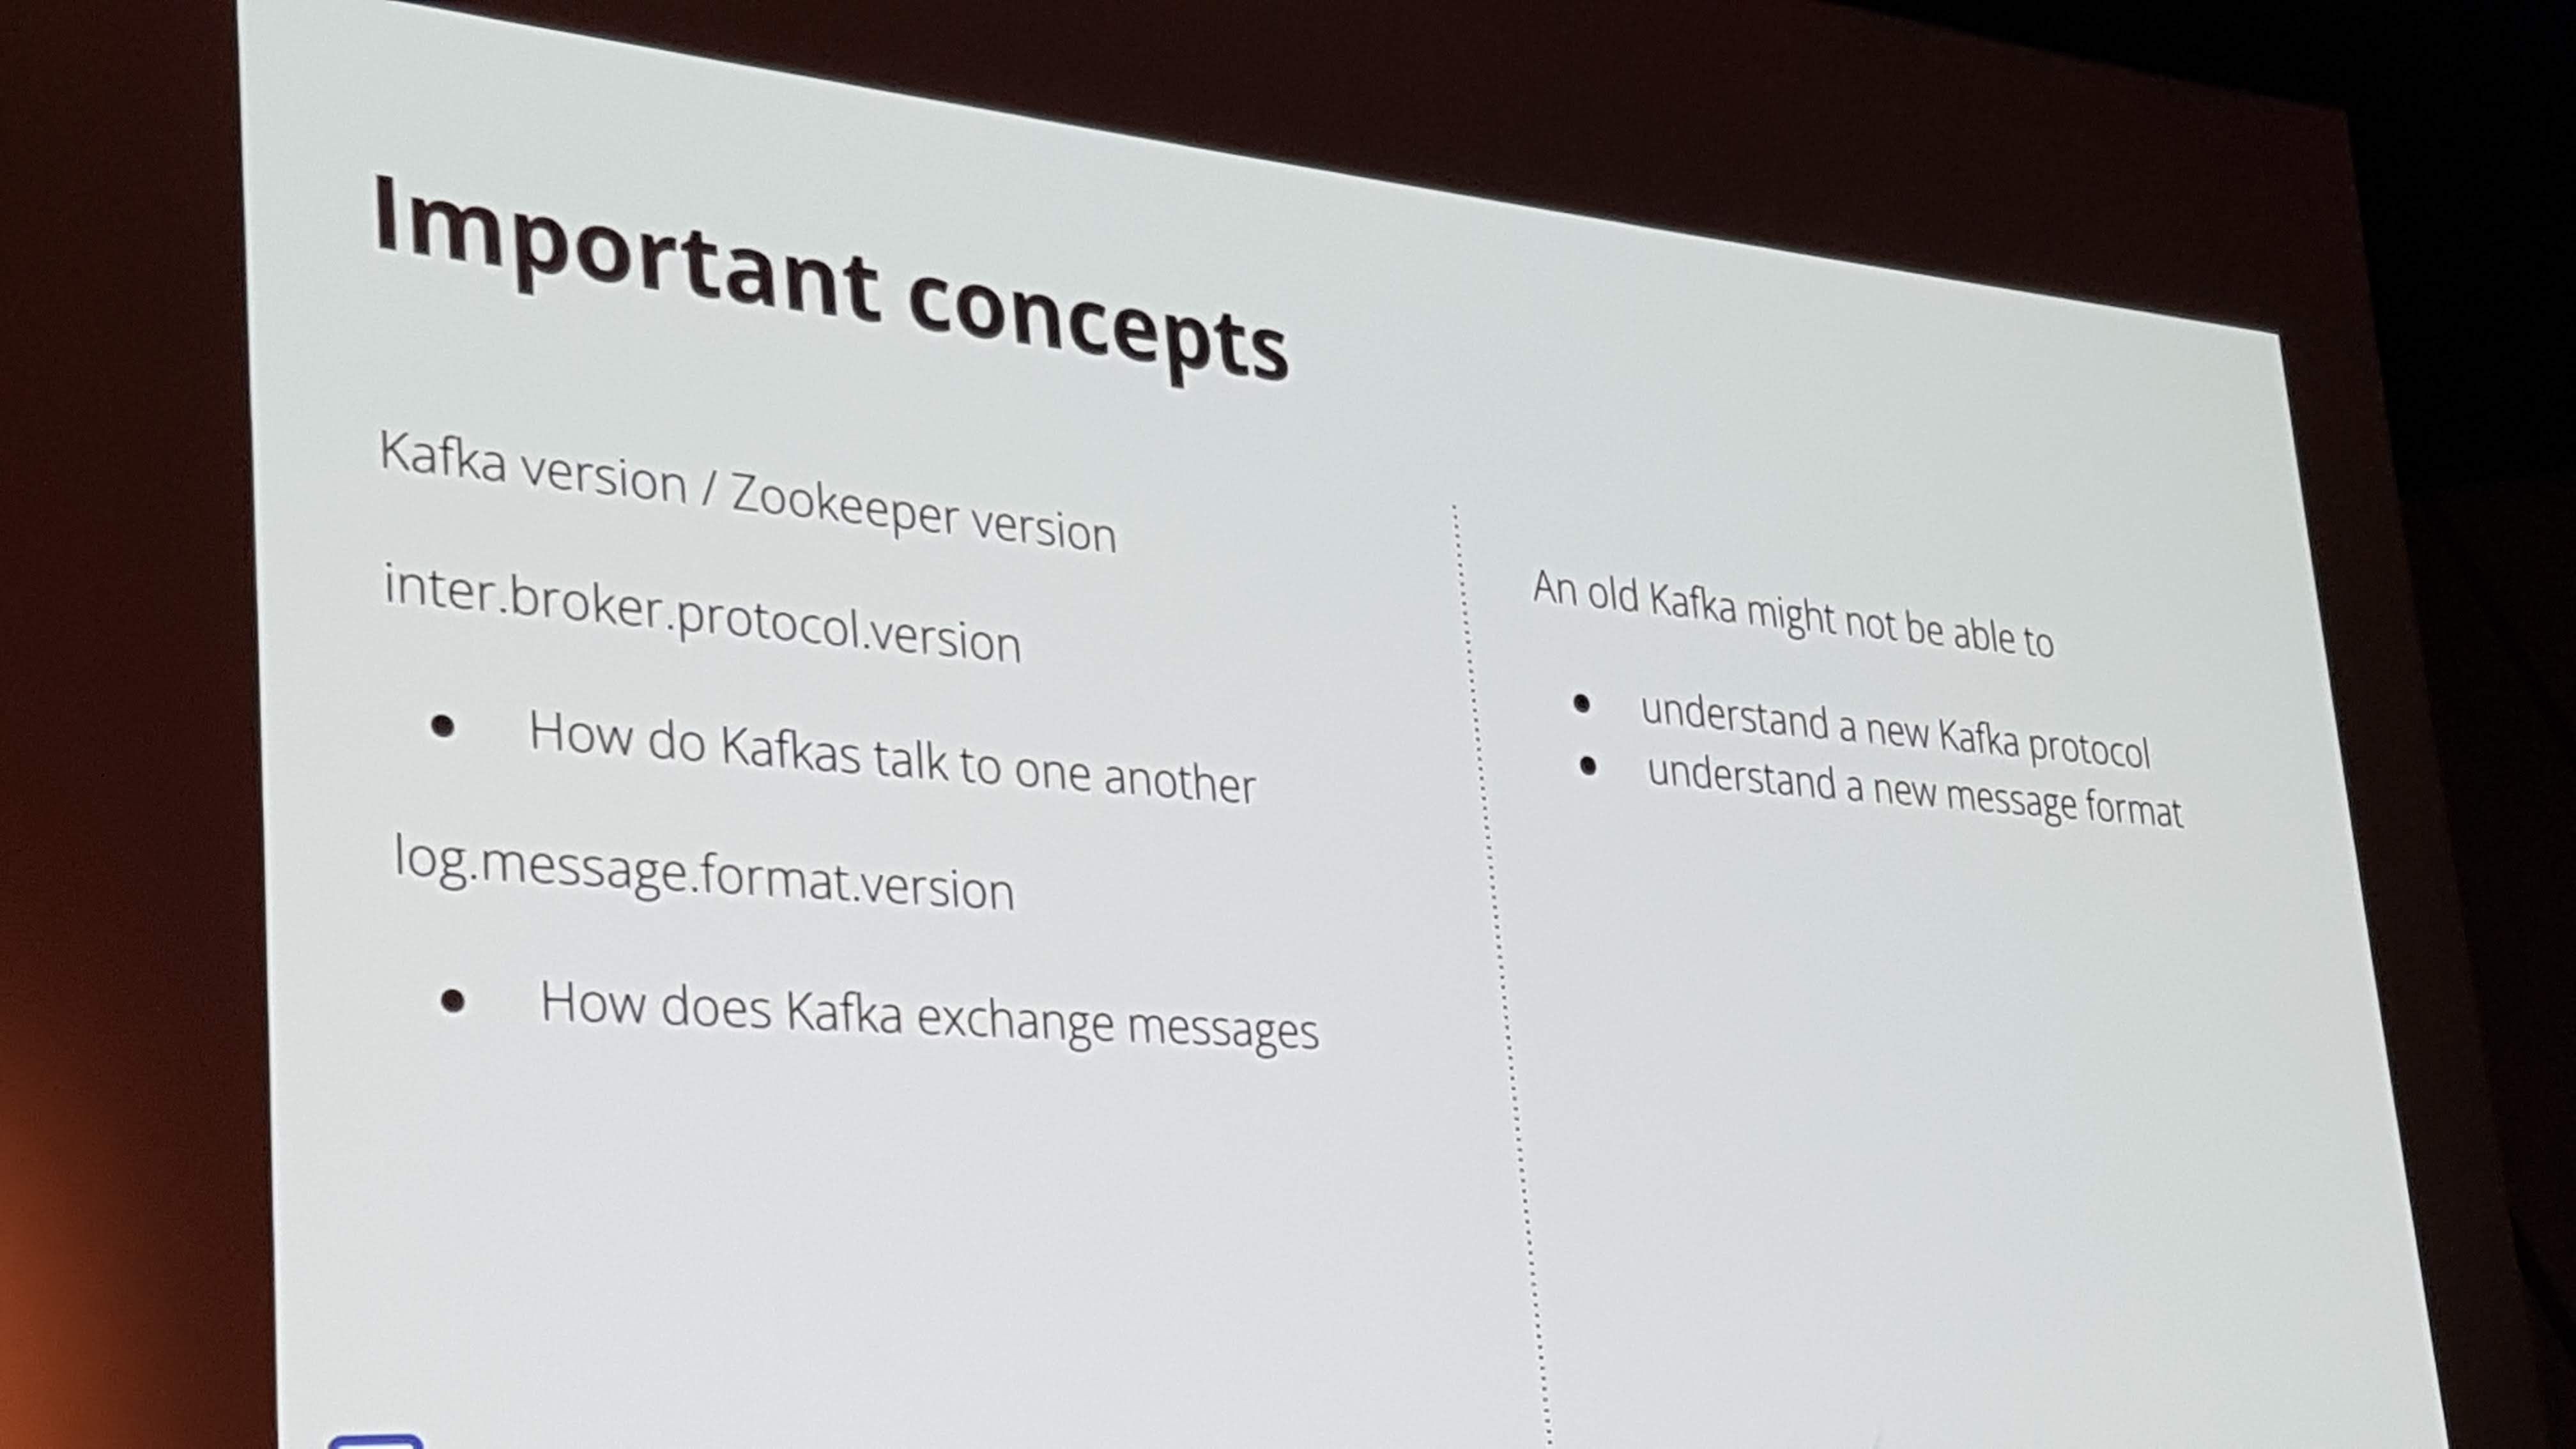 Important concepts
Kafka version / Zookeeper version
inter.broker.protocol.version
● How do Kafkas talk to one another
log.message.format.version
● How does Kafka exchange messages
An old Kafka might not be able to
● understand a new Kafka protocol
● understand a new message format